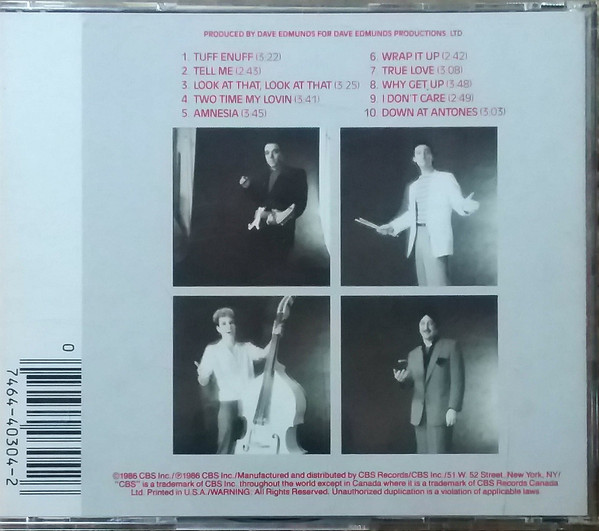 PRODUCED BY DAVE EDMUNDS FOR DAVE EDMUNDS PRODUCTIONS, LTD
1 TUFF ENUFF (3:22)
2 TELL ME (2:43)
3 LOOK AT THAT, LOOK AT THAT (3:25)
4 TWO TIME MY LOVIN (3:41)
5 AMNESIA (3:45)
6 WRAP IT UP (2:42)
7 TRUE LOVE (3:08)
8 WHY GET UP (3:48)
9 I DON'T CARE (2:49)
10 DOWN AT ANTONES (3:03)
0
7464-40304-2
©1986 CBS Inc./℗1986 CBS Inc./Manufactured and distributed by CBS Records/CBS Inc./51 W. 52 Street, New York, NY/
"CBS" is a trademark of CBS Inc. throughout the world except in Canada where it is a trademark of CBS Records Canada
Ltd. Printed in U.S.A./WARNING: All Rights Reserved. Unauthorized duplication is a violation of applicable laws